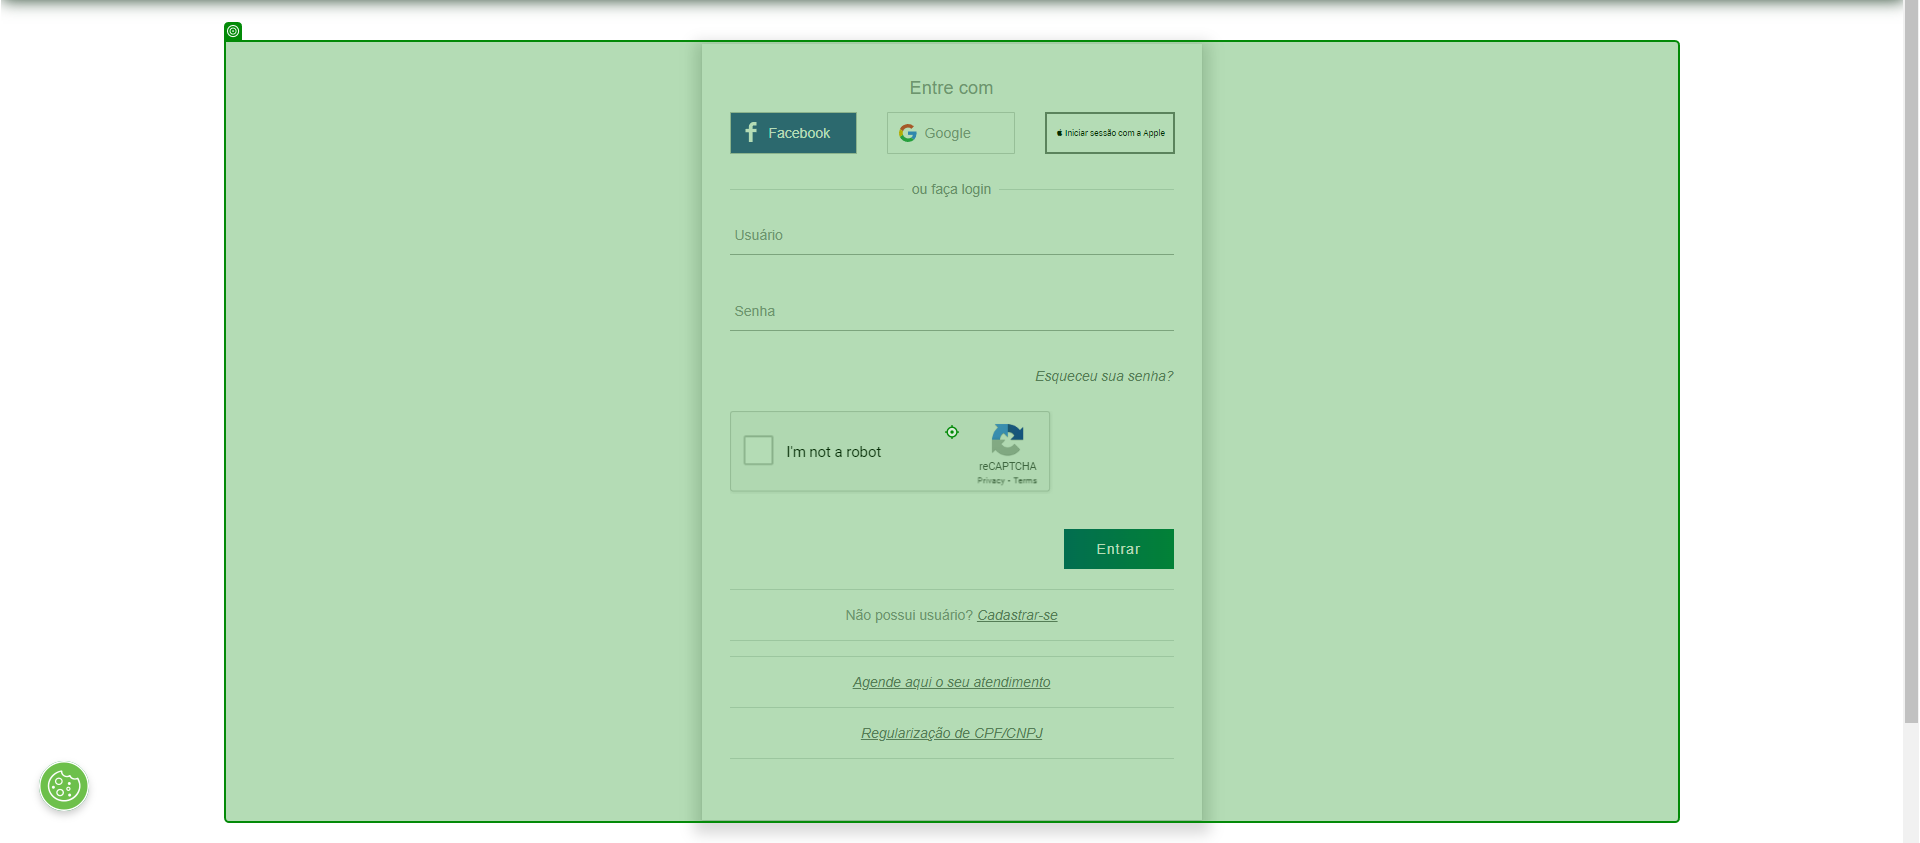 Entre com
Facebook
Google
Iniciar sessão com a Apple
ou faça login
Usuário
Senha
Esqueceu sua senha?
I'm not a robot
reCAPTCHA
Privacy - Terms
Entrar
Não possui usuário? Cadastrar-se
Agende aqui o seu atendimento
Regularização de CPF/CNPJ